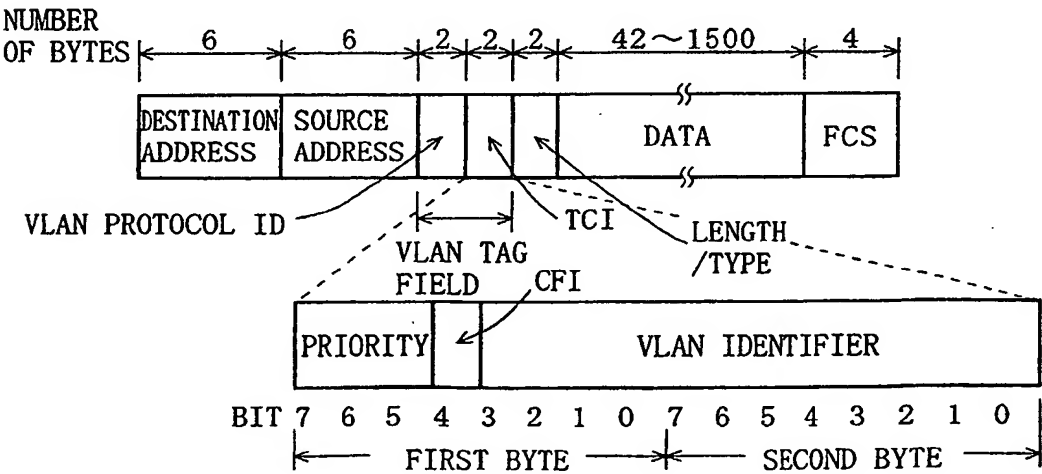 NUMBER
OF BYTES
6 6 2 2 2 42～1500 4
DESTINATION ADDRESS
SOURCE ADDRESS
DATA
FCS
VLAN PROTOCOL ID
TCI
LENGTH
/TYPE
VLAN TAG
FIELD
CFI
PRIORITY
VLAN IDENTIFIER
BIT 7 6 5 4 3 2 1 0 7 6 5 4 3 2 1 0
FIRST BYTE SECOND BYTE